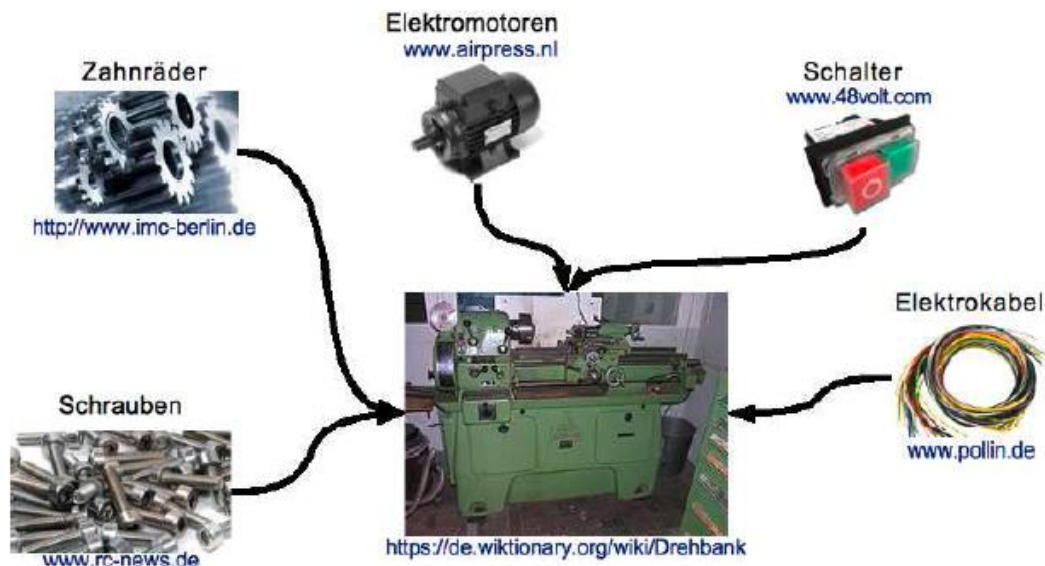 Elektromotoren
www.airpress.nl
Zahnräder
http://www.imc-berlin.de
Schalter
www.48volt.com
Elektrokabel
www.pollin.de
Schrauben
www.rc-news.de
https://de.wiktionary.org/wiki/Drehbank